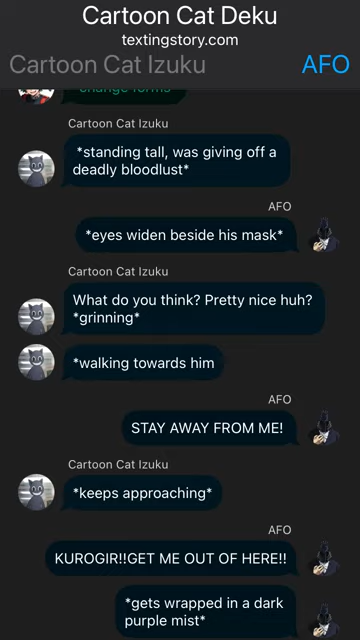 Cartoon Cat Deku
textingstory.com
Cartoon Cat Izuku AFO
change forms
Cartoon Cat Izuku
*standing tall, was giving off a
deadly bloodlust*
AFO
*eyes widen beside his mask*
Cartoon Cat Izuku
What do you think? Pretty nice huh?
*grinning*
*walking towards him
AFO
STAY AWAY FROM ME!
Cartoon Cat Izuku
*keeps approaching*
AFO
KUROGIR!!GET ME OUT OF HERE!!
*gets wrapped in a dark
purple mist*